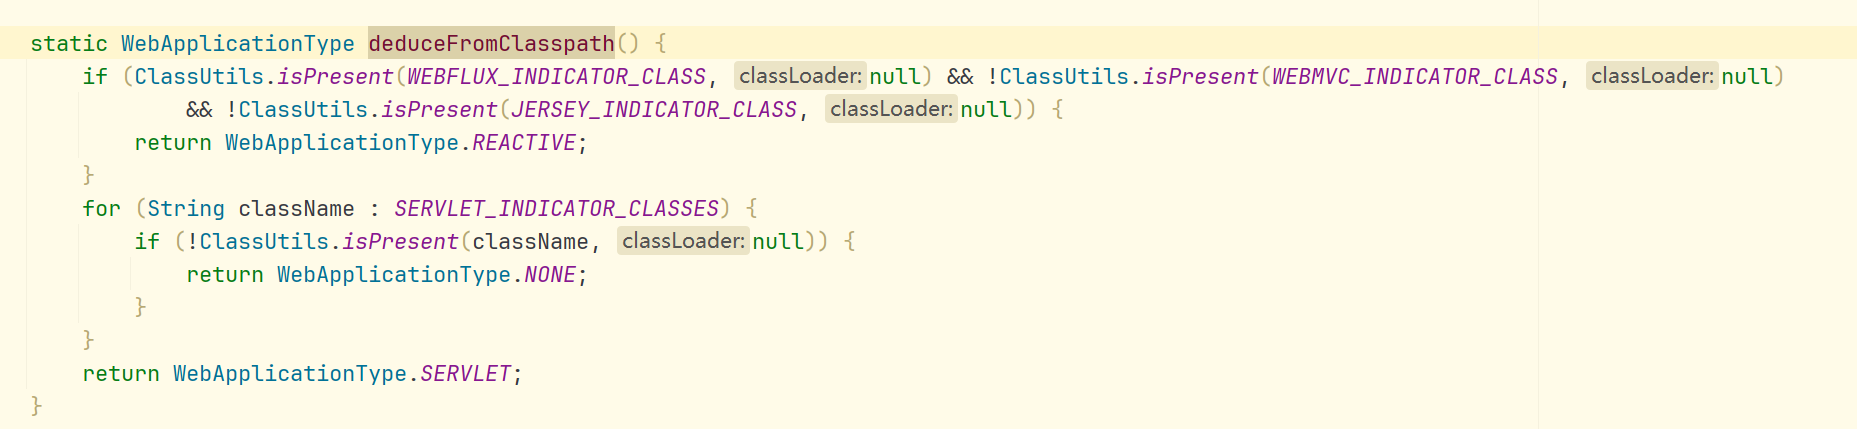 static WebApplicationType deduceFromClasspath() {
if (ClassUtils.isPresent(WEBFLUX_INDICATOR_CLASS, classLoader: null) && !ClassUtils.isPresent(WEBMVC_INDICATOR_CLASS, classLoader: null)
&& !ClassUtils.isPresent(JERSEY_INDICATOR_CLASS, classLoader: null)) {
return WebApplicationType.REACTIVE;
}
for (String className : SERVLET_INDICATOR_CLASSES) {
if (!ClassUtils.isPresent(className, classLoader: null)) {
return WebApplicationType.NONE;
}
}
return WebApplicationType.SERVLET;
}